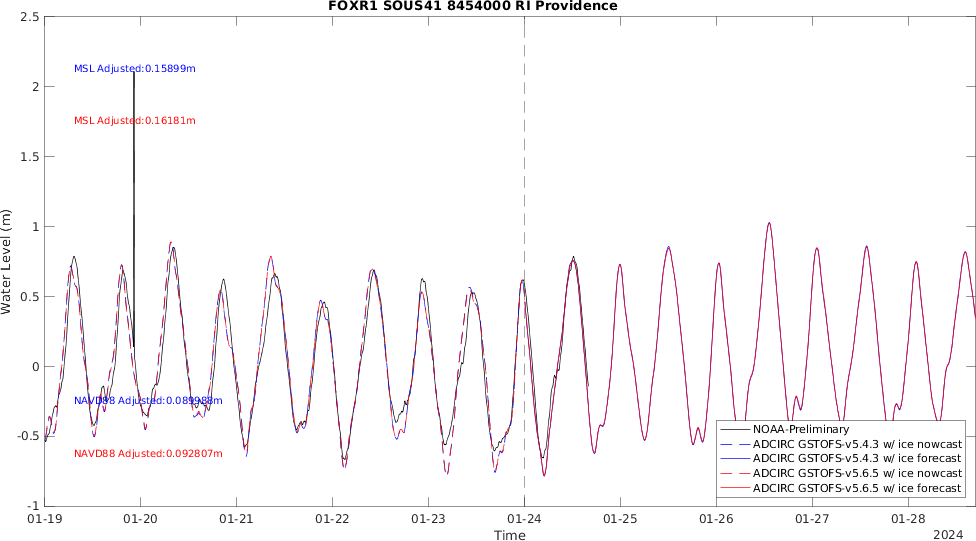 FOXR1 SOUS41 8454000 RI Providence
2.5
2
1.5
1
0.5
0
-0.5
-1
Water Level (m)
MSL Adjusted:0.15899m
MSL Adjusted:0.16181m
NAVD88 Adjusted:0.089988m
NAVD88 Adjusted:0.092807m
NOAA-Preliminary
ADCIRC GSTOFS-v5.4.3 w/ ice nowcast
ADCIRC GSTOFS-v5.4.3 w/ ice forecast
ADCIRC GSTOFS-v5.6.5 w/ ice nowcast
ADCIRC GSTOFS-v5.6.5 w/ ice forecast
01-19 01-20 01-21 01-22 01-23 01-24 01-25 01-26 01-27 01-28
Time
2024